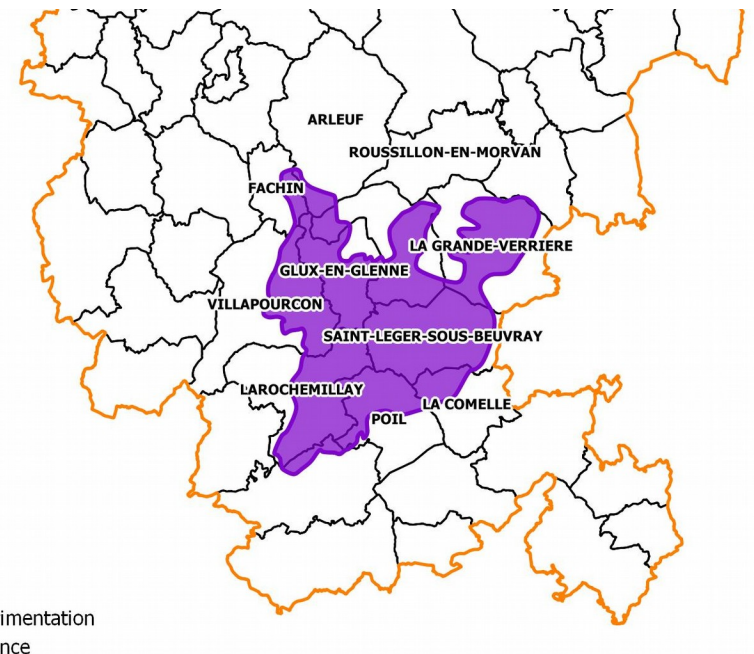 ARLEUF
ROUSSILLON-EN-MORVAN
FACHIN
LA GRANDE-VERRIERE
GLUX-EN-GLENNE
VILLAPOURCON
SAINT-LEGER-SOUS-BEUVRAY
LAROCHEMILLAY
LA COMELLE
POIL
imentation
nce